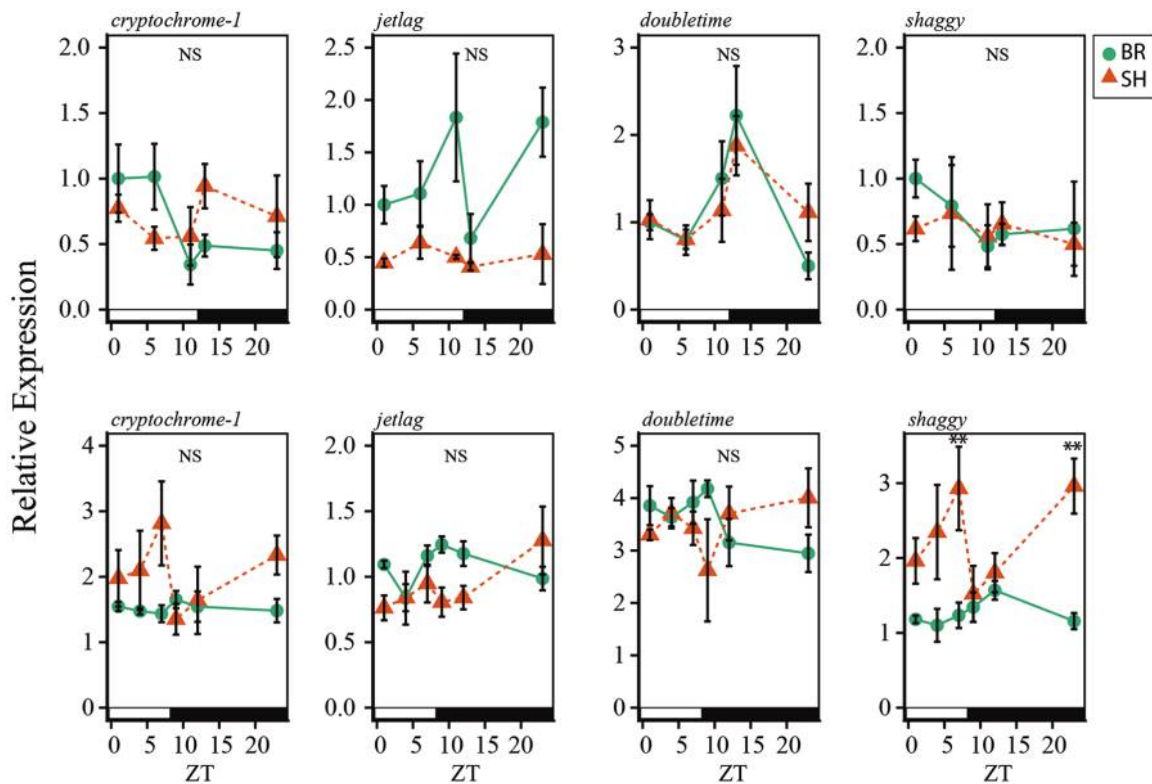 cryptochrome-1 jetlag doubletime shaggy
NS NS NS NS
BR
SH
2.0 2.5 3 2.0
2.0
1.5 1.5
2
1.5
1.0 1.0
1.0 1
0.5 0.5
0.5
0.0 0.0 0 0.0
0 5 10 15 20 0 5 10 15 20 0 5 10 15 20 0 5 10 15 20
Relative Expression
cryptochrome-1 jetlag doubletime shaggy
NS NS NS ** **
4 2.0 5
3 1.5 4 3
3
2 1.0 2
2
1 0.5 1 1
0 0.0 0 0
0 5 10 15 20 0 5 10 15 20 0 5 10 15 20 0 5 10 15 20
ZT ZT ZT ZT